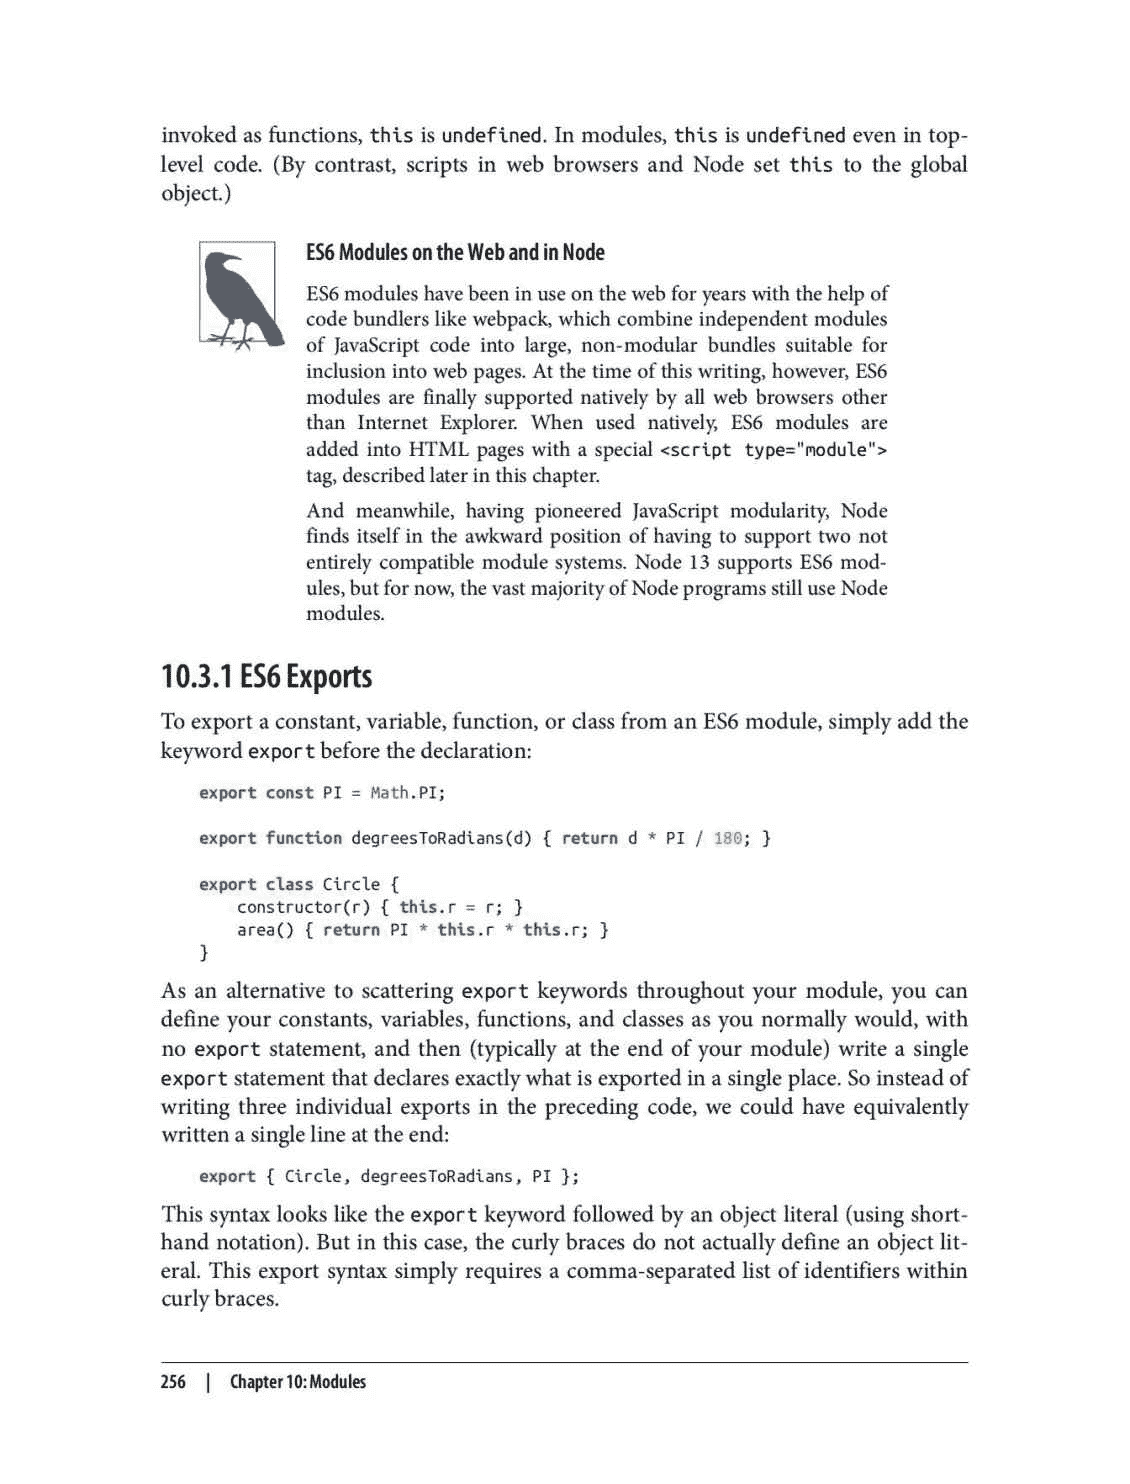 invoked as functions, this is undefined. In modules, this is undefined even in top-
level code. (By contrast, scripts in web browsers and Node set this to the global
object.)
ES6 Modules on the Web and in Node
ES6 modules have been in use on the web for years with the help of
code bundlers like webpack, which combine independent modules
of JavaScript code into large, non-modular bundles suitable for
inclusion into web pages. At the time of this writing, however, ES6
modules are finally supported natively by all web browsers other
than Internet Explorer. When used natively, ES6 modules are
added into HTML pages with a special <script type="module">
tag, described later in this chapter.
And meanwhile, having pioneered JavaScript modularity, Node
finds itself in the awkward position of having to support two not
entirely compatible module systems. Node 13 supports ES6 mod-
ules, but for now, the vast majority of Node programs still use Node
modules.
10.3.1 ES6 Exports
To export a constant, variable, function, or class from an ES6 module, simply add the
keyword export before the declaration:
export const PI = Math.PI;
export function degreesToRadians(d) { return d * PI / 180; }
export class Circle {
    constructor(r) { this.r = r; }
    area() { return PI * this.r * this.r; }
}
As an alternative to scattering export keywords throughout your module, you can
define your constants, variables, functions, and classes as you normally would, with
no export statement, and then (typically at the end of your module) write a single
export statement that declares exactly what is exported in a single place. So instead of
writing three individual exports in the preceding code, we could have equivalently
written a single line at the end:
export { Circle, degreesToRadians, PI };
This syntax looks like the export keyword followed by an object literal (using short-
hand notation). But in this case, the curly braces do not actually define an object lit-
eral. This export syntax simply requires a comma-separated list of identifiers within
curly braces.
256 | Chapter 10: Modules